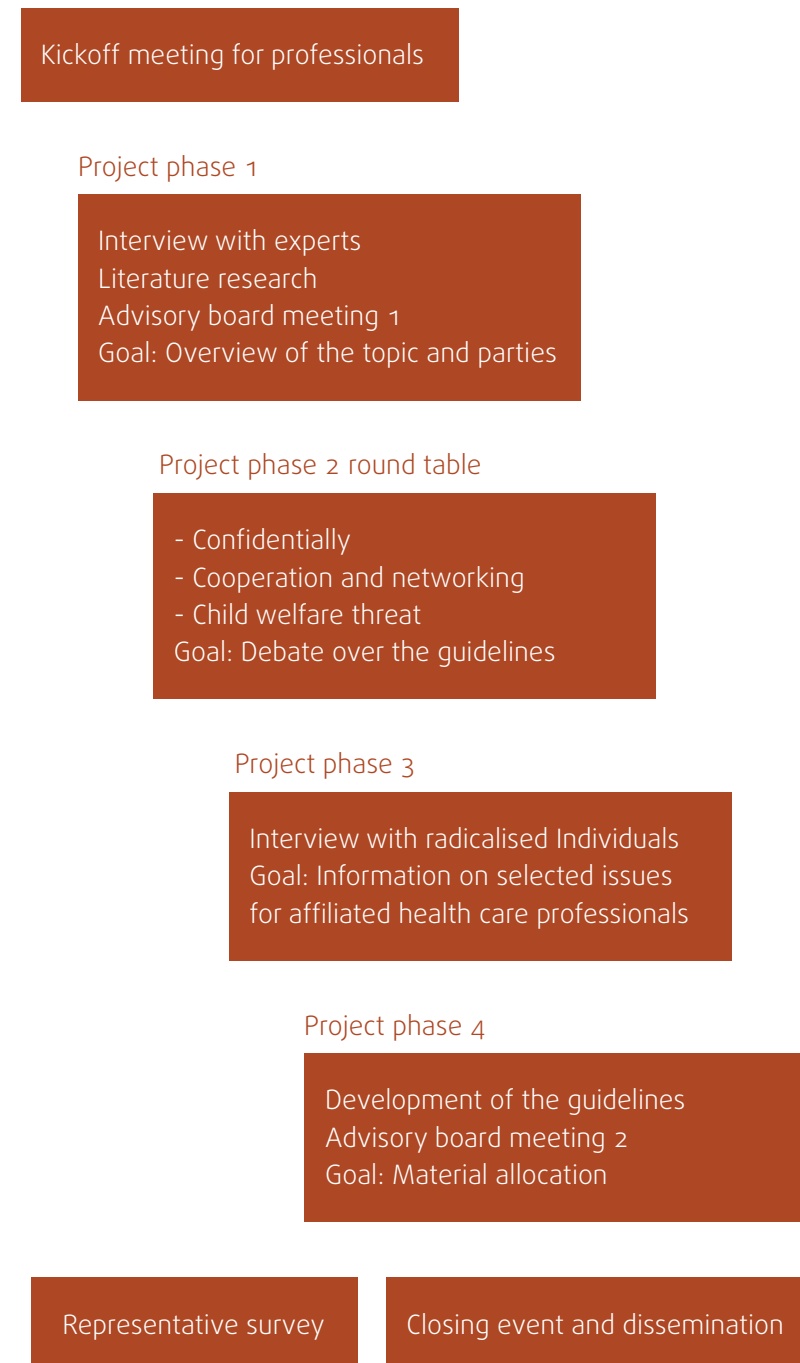 Kickoff meeting for professionals
Project phase 1
Interview with experts
Literature research
Advisory board meeting 1
Goal: Overview of the topic and parties
Project phase 2 round table
- Confidentially
- Cooperation and networking
- Child welfare threat
Goal: Debate over the guidelines
Project phase 3
Interview with radicalised Individuals
Goal: Information on selected issues
for affiliated health care professionals
Project phase 4
Development of the guidelines
Advisory board meeting 2
Goal: Material allocation
Representative survey
Closing event and dissemination